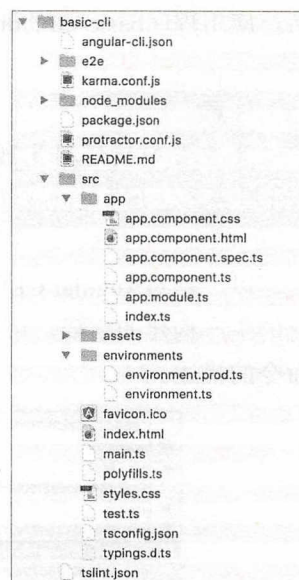 basic-cli
angular-cli.json
e2e
karma.conf.js
node_modules
package.json
protractor.conf.js
README.md
src
app
app.component.css
app.component.html
app.component.spec.ts
app.component.ts
app.module.ts
index.ts
assets
environments
environment.prod.ts
environment.ts
favicon.ico
index.html
main.ts
polyfills.ts
styles.css
test.ts
tsconfig.json
typings.d.ts
tslint.json